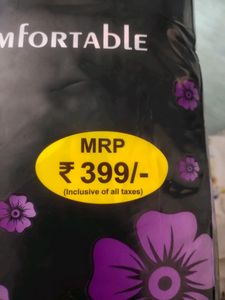 mfortable
MRP
₹ 399/-
(Inclusive of all taxes)